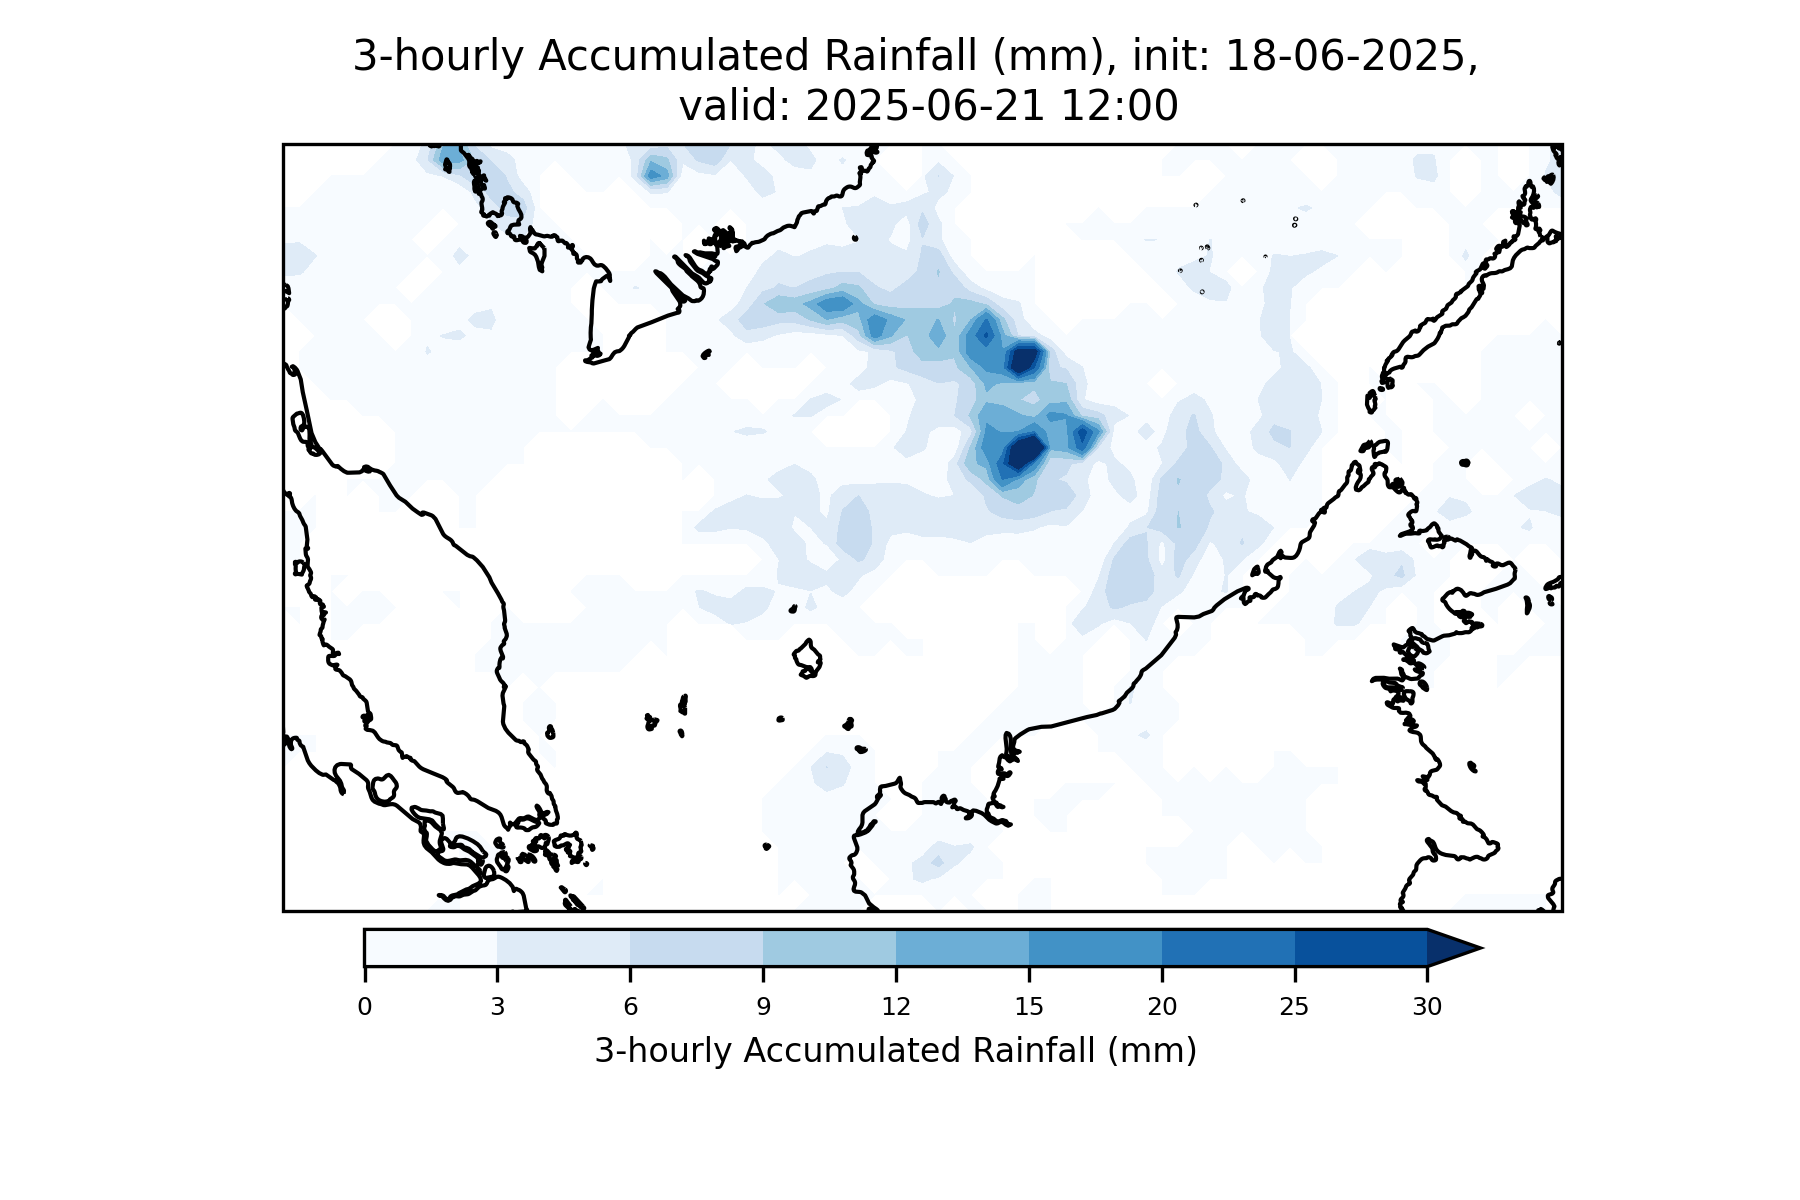 3-hourly Accumulated Rainfall (mm), init: 18-06-2025,
valid: 2025-06-21 12:00
0 3 6 9 12 15 20 25 30
3-hourly Accumulated Rainfall (mm)